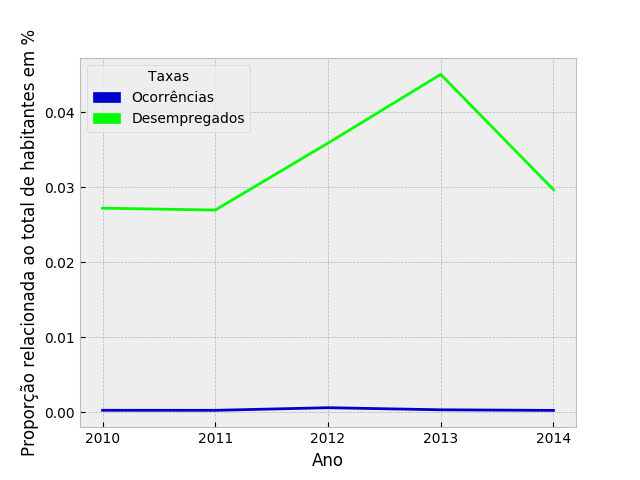 Proporção relacionada ao total de habitantes em %
Taxas
Ocorrências
Desempregados
0.04
0.03
0.02
0.01
0.00
2010 2011 2012 2013 2014
Ano